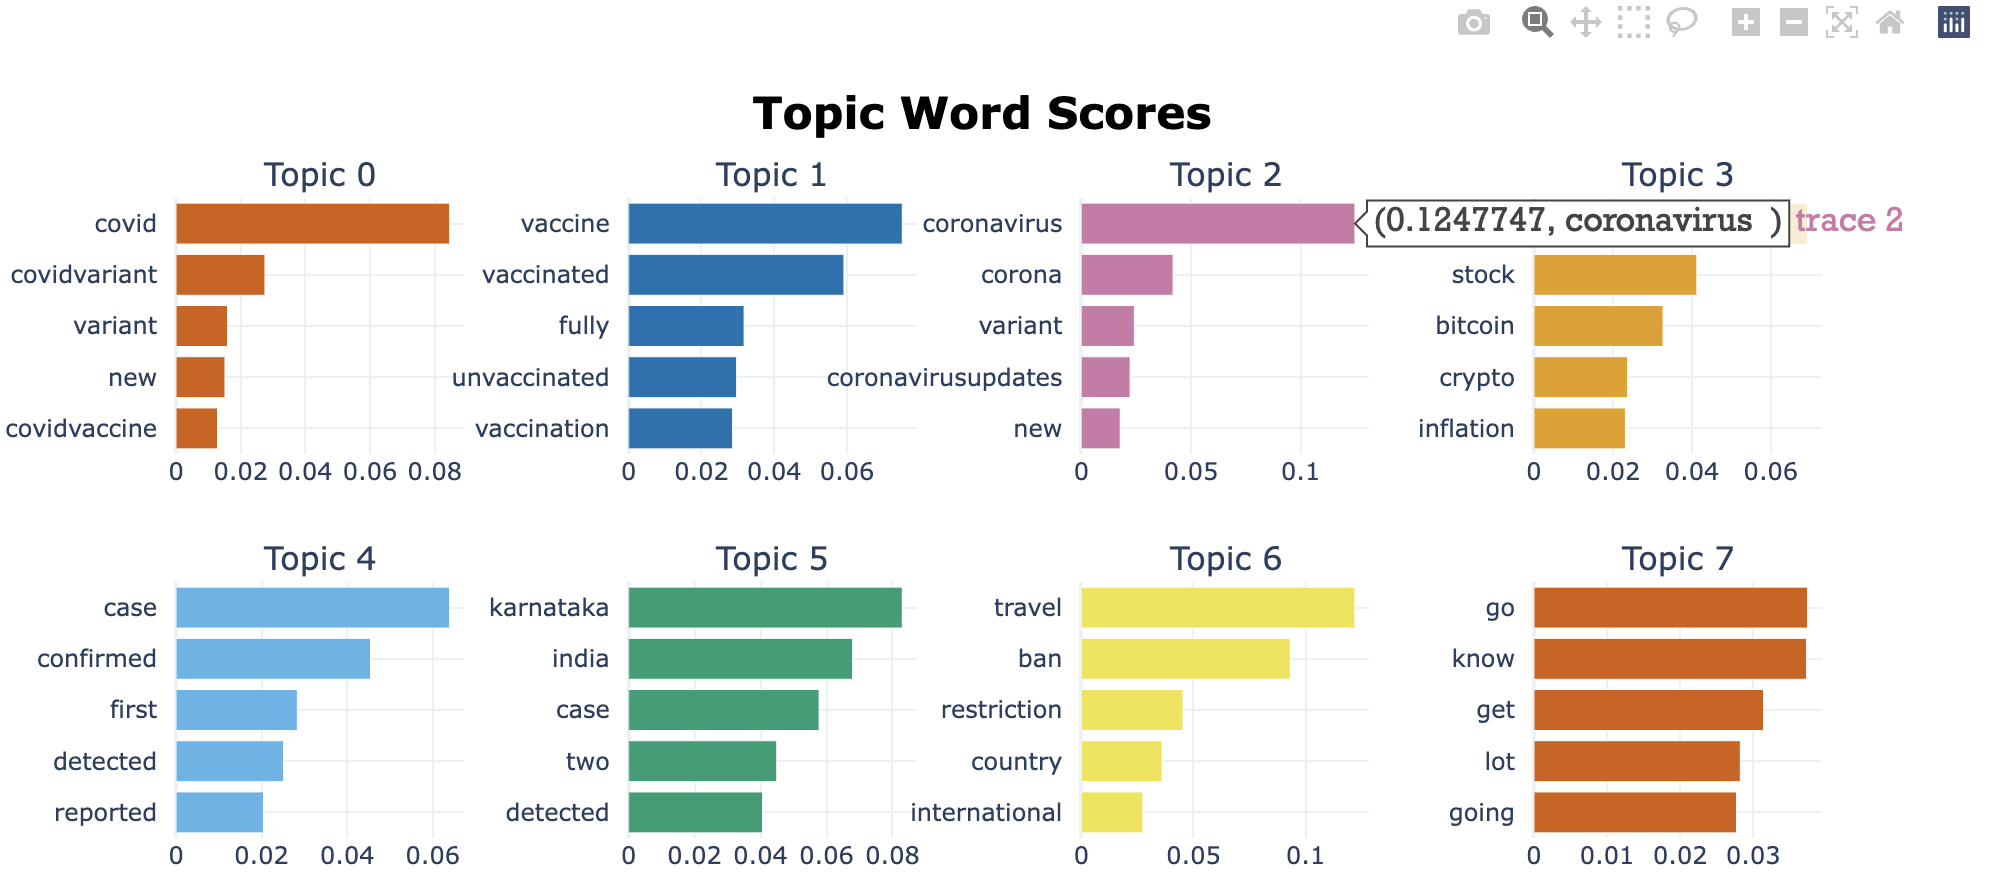 Topic Word Scores
Topic 0
covid
covidvariant
variant
new
covidvaccine
0 0.02 0.04 0.06 0.08
Topic 1
vaccine
vaccinated
fully
unvaccinated
vaccination
0 0.02 0.04 0.06
Topic 2
coronavirus
corona
variant
coronavirusupdates
new
0 0.05 0.1
(0.1247747, coronavirus ) trace 2
Topic 3
stock
bitcoin
crypto
inflation
0 0.02 0.04 0.06
Topic 4
case
confirmed
first
detected
reported
0 0.02 0.04 0.06
Topic 5
karnataka
india
case
two
detected
0 0.02 0.04 0.06 0.08
Topic 6
travel
ban
restriction
country
international
0 0.05 0.1
Topic 7
go
know
get
lot
going
0 0.01 0.02 0.03